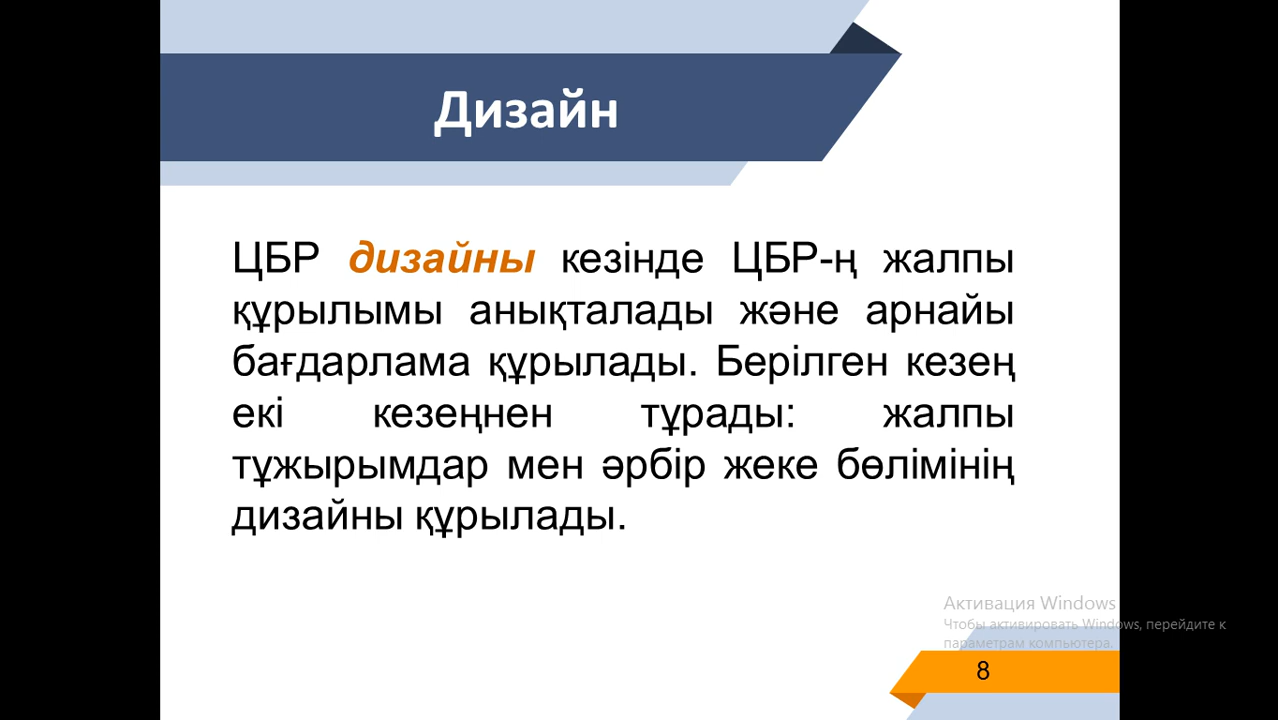 Дизайн
ЦБР дизайны кезінде ЦБР-ң жалпы
құрылымы анықталады және арнайы
бағдарлама құрылады. Берілген кезең
екі кезеңнен тұрады: жалпы
тұжырымдар мен әрбір жеке бөлімінің
дизайны құрылады.
Активация Windows
Чтобы активировать Windows, перейдите к
параметрам компьютера.
8